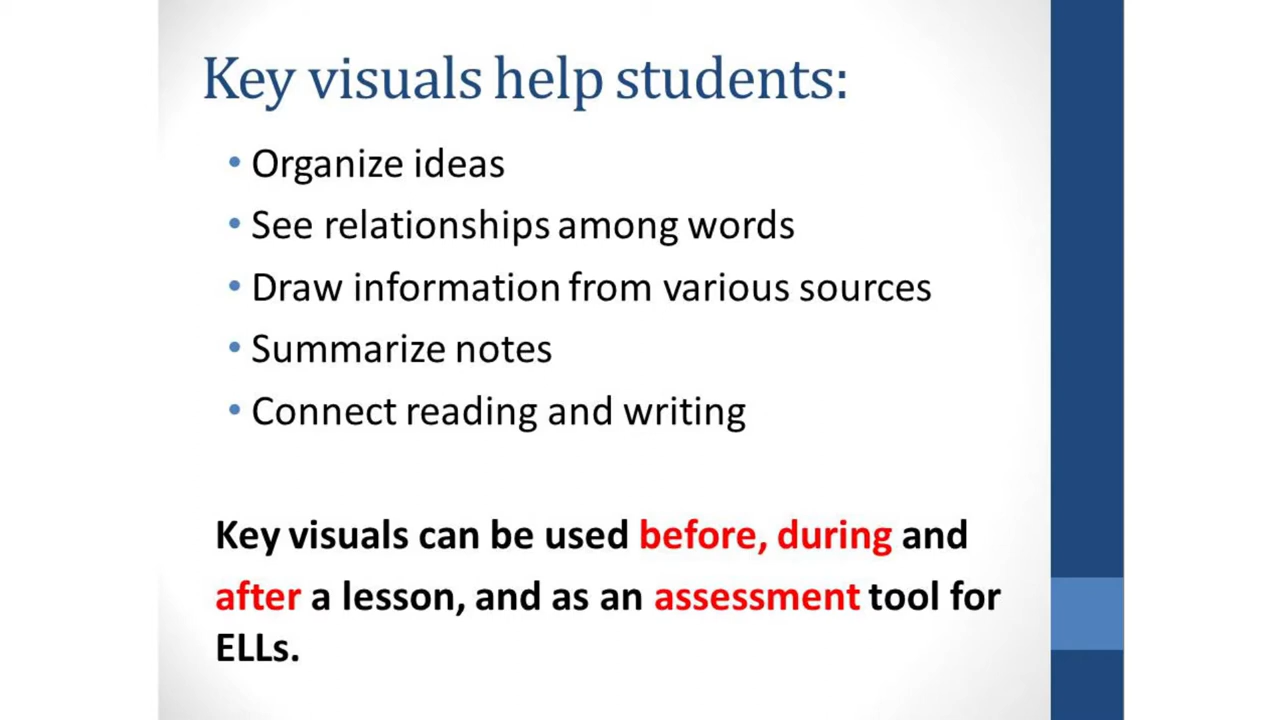 Key visuals help students:
• Organize ideas
• See relationships among words
• Draw information from various sources
• Summarize notes
• Connect reading and writing
Key visuals can be used before, during and
after a lesson, and as an assessment tool for
ELLs.